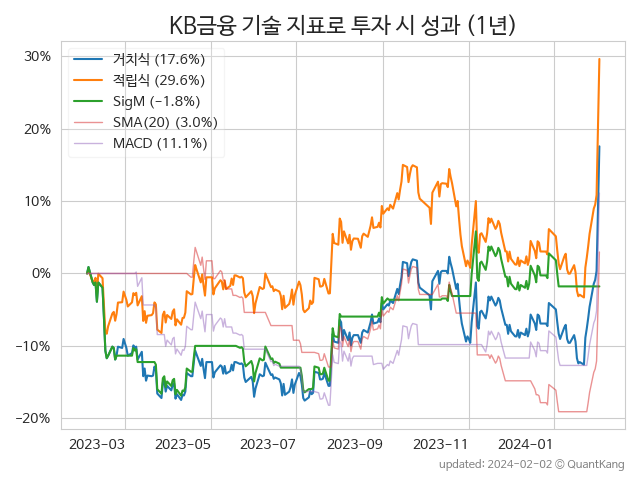 KB금융 기술 지표로 투자 시 성과 (1년)
거치식 (17.6%)
적립식 (29.6%)
SigM (−1.8%)
SMA(20) (3.0%)
MACD (11.1%)
30%
20%
10%
0%
−10%
−20%
2023-03 2023-05 2023-07 2023-09 2023-11 2024-01
updated: 2024-02-02 © QuantKang